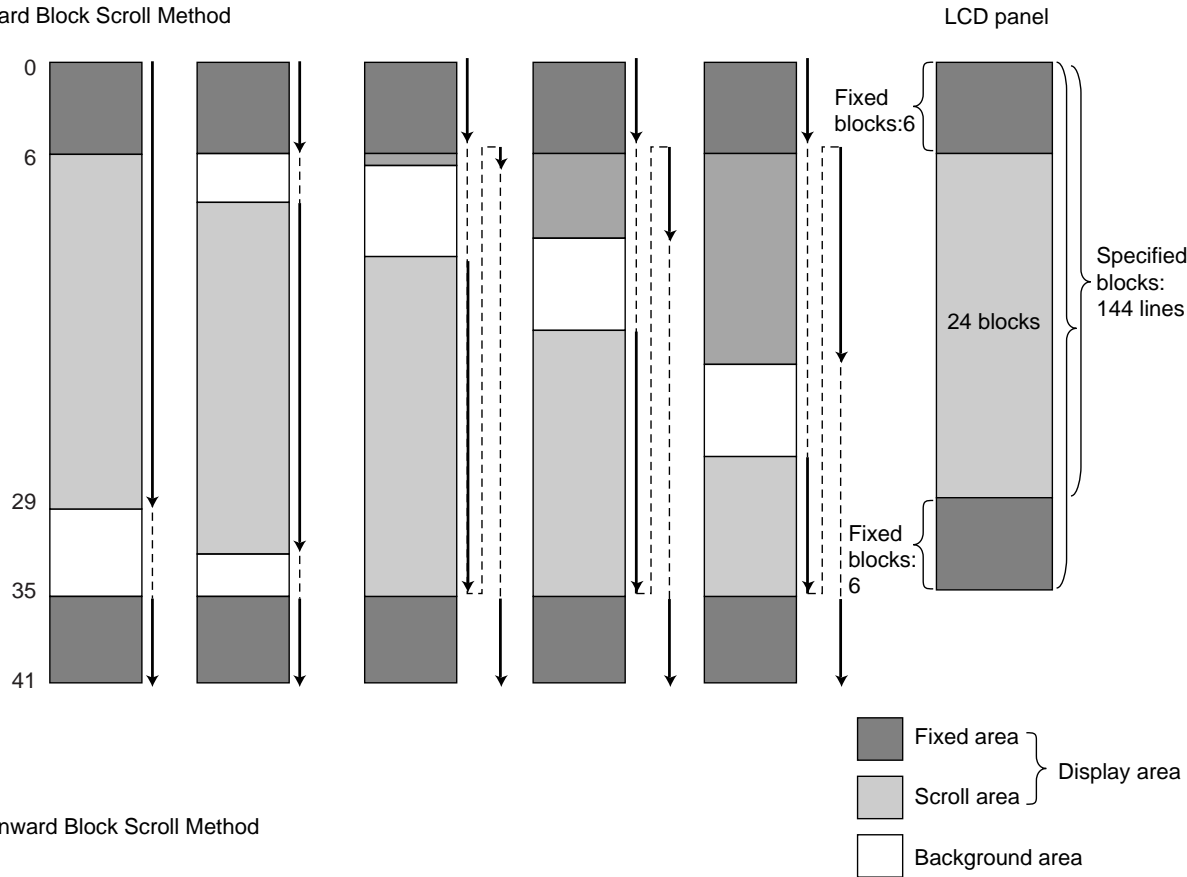 ard Block Scroll Method
LCD panel
0
6
29
35
41
Fixed
blocks:6
24 blocks
Specified
blocks:
144 lines
Fixed
blocks:
6
Fixed area
Scroll area
Display area
Background area
nward Block Scroll Method